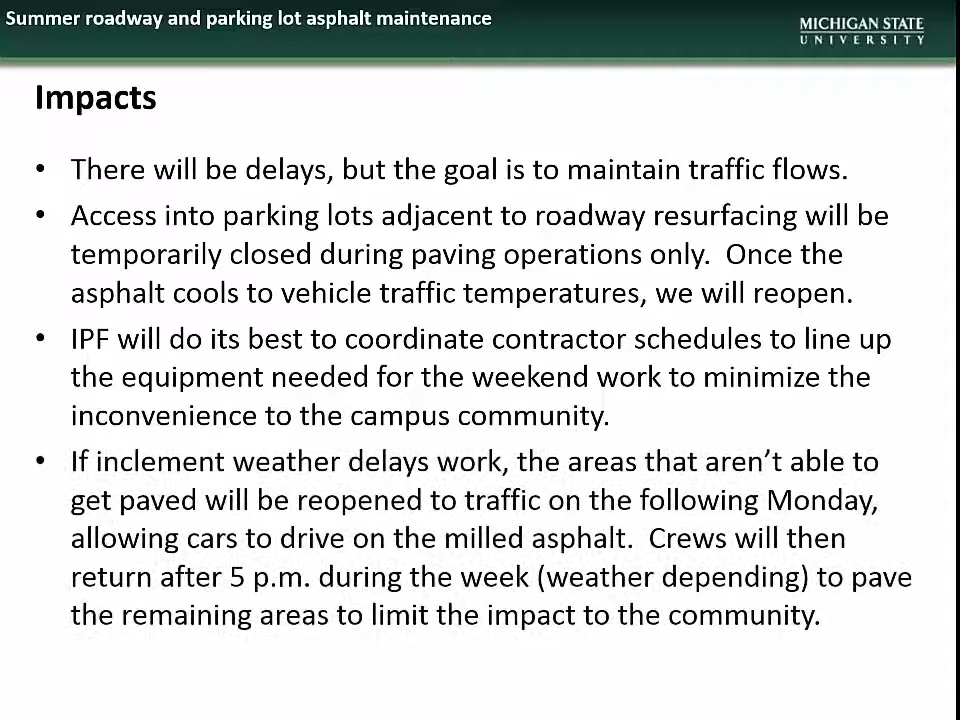 Summer roadway and parking lot asphalt maintenance
MICHIGAN STATE
UNIVERSITY
Impacts
• There will be delays, but the goal is to maintain traffic flows.
• Access into parking lots adjacent to roadway resurfacing will be
temporarily closed during paving operations only.  Once the
asphalt cools to vehicle traffic temperatures, we will reopen.
• IPF will do its best to coordinate contractor schedules to line up
the equipment needed for the weekend work to minimize the
inconvenience to the campus community.
• If inclement weather delays work, the areas that aren’t able to
get paved will be reopened to traffic on the following Monday,
allowing cars to drive on the milled asphalt.  Crews will then
return after 5 p.m. during the week (weather depending) to pave
the remaining areas to limit the impact to the community.